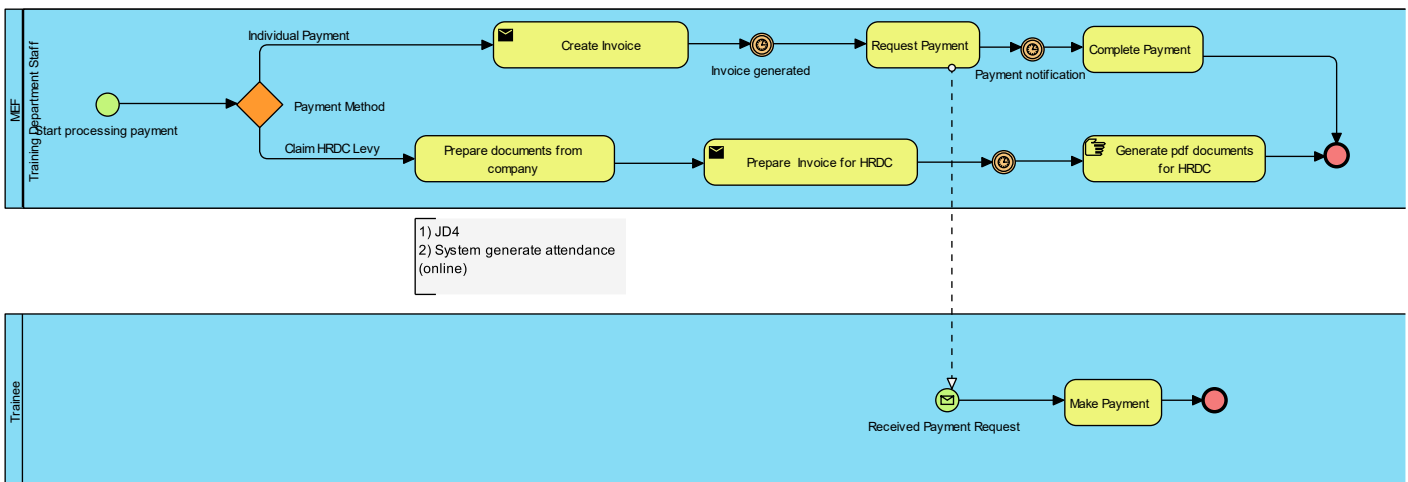 MEF
Training Department Staff
Start processing payment
Payment Method
Individual Payment
Claim HRDC Levy
Create Invoice
Invoice generated
Request Payment
Payment notification
Complete Payment
Prepare documents from
company
Prepare Invoice for HRDC
Generate pdf documents
for HRDC
1) JD4
2) System generate attendance
(online)
Trainee
Received Payment Request
Make Payment